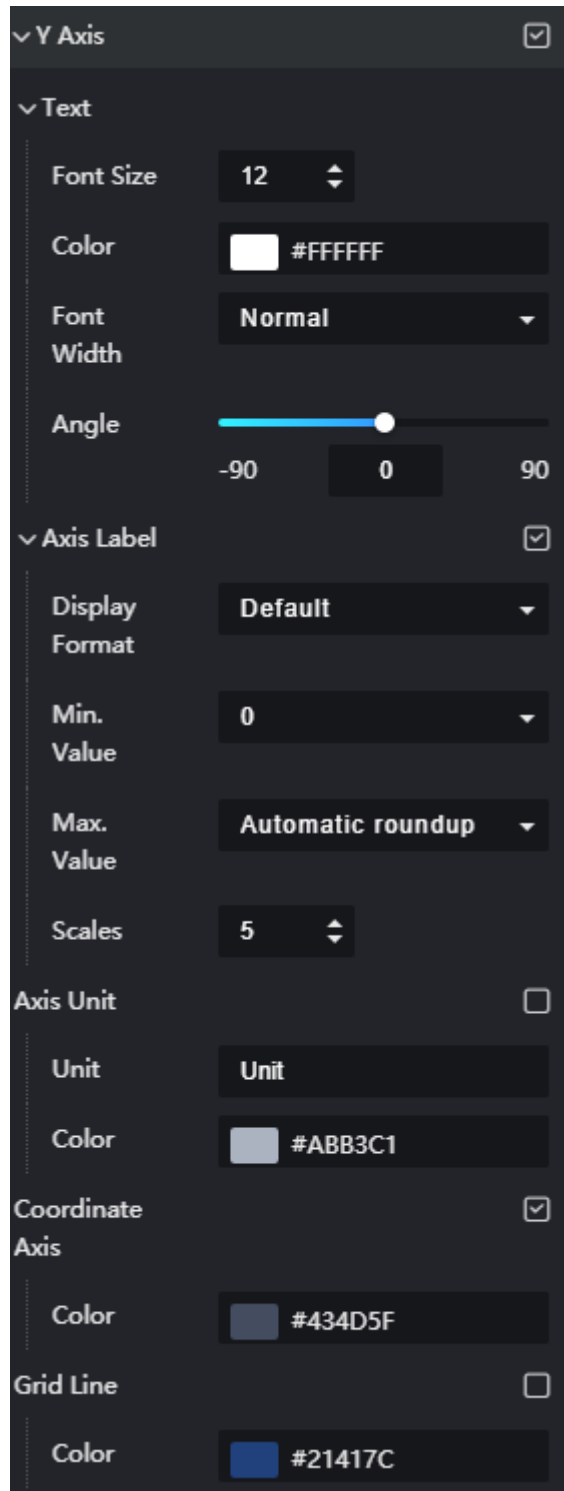 Y Axis
Text
Font Size 12
Color #FFFFFF
Font Normal
Width
Angle
-90 0 90
Axis Label
Display Default
Format
Min. 0
Value
Max. Automatic roundup
Value
Scales 5
Axis Unit
Unit Unit
Color #ABB3C1
Coordinate
Axis
Color #434D5F
Grid Line
Color #21417C